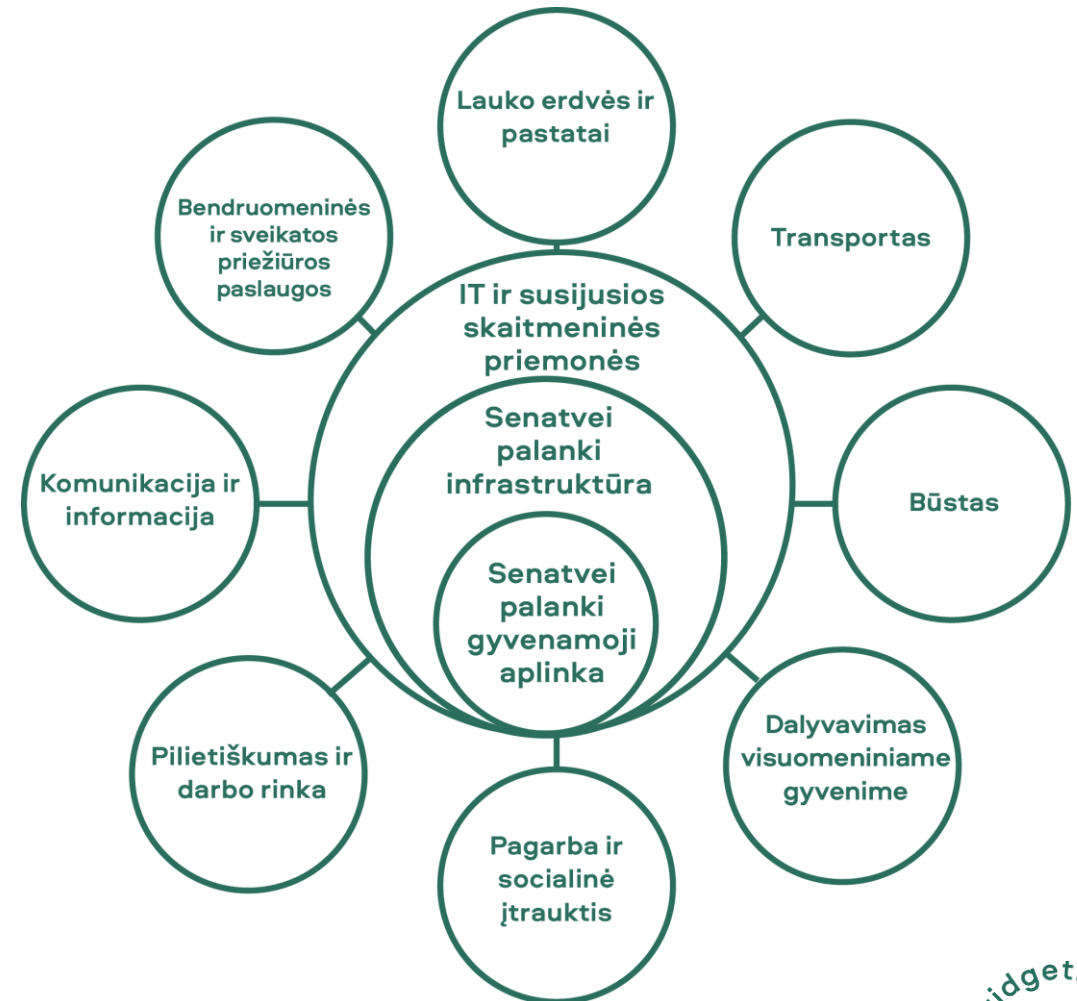 Lauko erdvės ir
pastatai
Bendruomeninės
ir sveikatos
priežiūros
paslaugos
Transportas
IT ir susijusios
skaitmeninės
priemonės
Senatvei
palanki
infrastruktūra
Komunikacija ir
informacija
Būstas
Senatvei
palanki
gyvenamoji
aplinka
Pilietiškumas ir
darbo rinka
Dalyvavimas
visuomeniniame
gyvenime
Pagarba ir
socialinė
įtrauktis